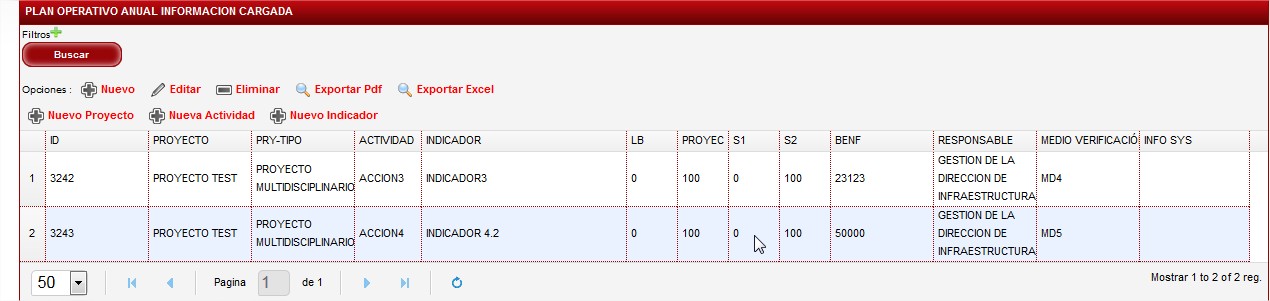 PLAN OPERATIVO ANUAL INFORMACION CARGADA
Filtros
Buscar
Opciones : Nuevo Editar Eliminar Exportar Pdf Exportar Excel
Nuevo Proyecto Nueva Actividad Nuevo Indicador
ID PROYECTO PRY-TIPO ACTIVIDAD INDICADOR LB PROYEC S1 S2 BENF RESPONSABLE MEDIO VERIFICACIÓ INFO SYS
1 3242 PROYECTO TEST PROYECTO MULTIDISCIPLINARIO ACCION3 INDICADOR3 0 100 0 100 23123 GESTION DE LA DIRECCION DE INFRAESTRUCTURA MD4
2 3243 PROYECTO TEST PROYECTO MULTIDISCIPLINARIO ACCION4 INDICADOR 4.2 0 100 0 100 50000 GESTION DE LA DIRECCION DE INFRAESTRUCTURA MD5
50 Pagina 1 de 1 Mostrar 1 to 2 of 2 reg.